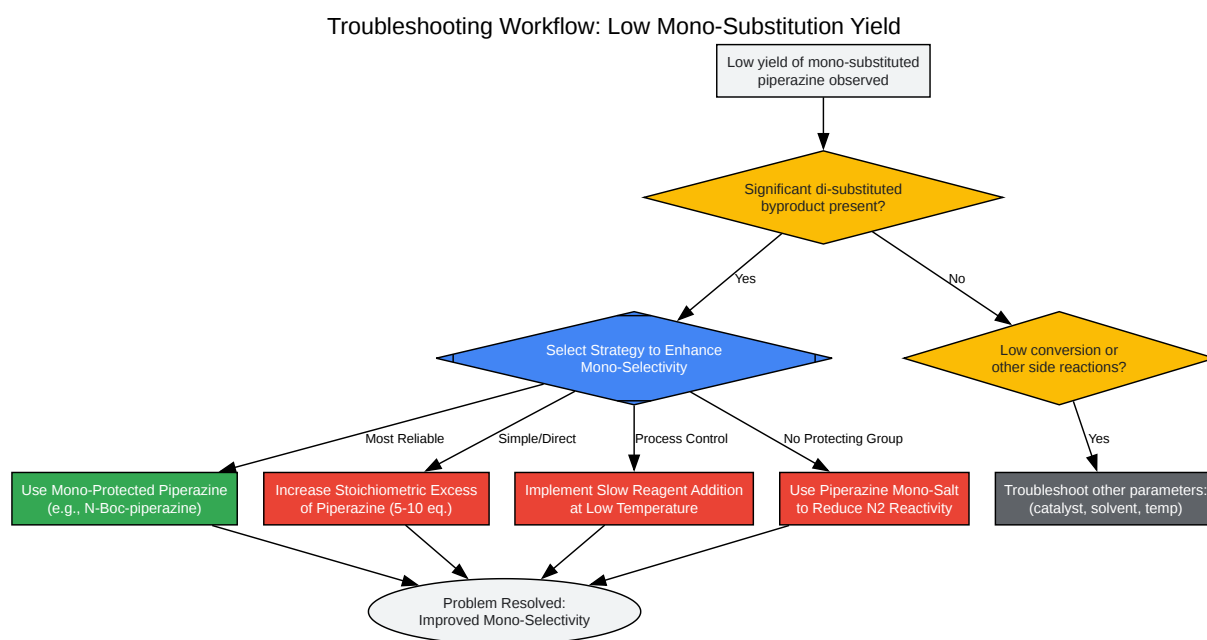 Troubleshooting Workflow: Low Mono-Substitution Yield
Low yield of mono-substituted
piperazine observed
Significant di-substituted
byproduct present?
Yes
No
Select Strategy to Enhance
Mono-Selectivity
Low conversion or
other side reactions?
Most Reliable
Simple/Direct
Process Control
No Protecting Group
Yes
Use Mono-Protected Piperazine
(e.g., N-Boc-piperazine)
Increase Stoichiometric Excess
of Piperazine (5-10 eq.)
Implement Slow Reagent Addition
at Low Temperature
Use Piperazine Mono-Salt
to Reduce N2 Reactivity
Troubleshoot other parameters:
(catalyst, solvent, temp)
Problem Resolved:
Improved Mono-Selectivity